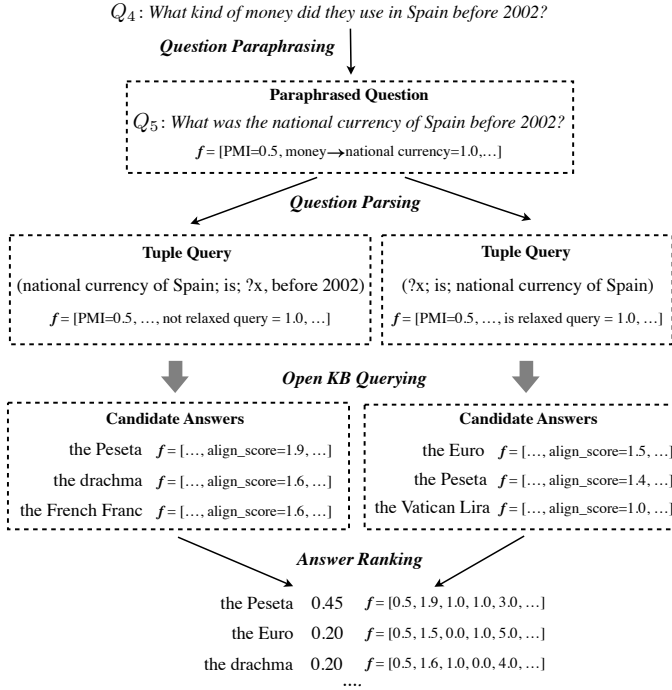 Q4: What kind of money did they use in Spain before 2002?
Question Paraphrasing
Paraphrased Question
Q5: What was the national currency of Spain before 2002?
f = [PMI=0.5, money→national currency=1.0,…]
Question Parsing
Tuple Query
(national currency of Spain; is; ?x, before 2002)
f = [PMI=0.5, …, not relaxed query = 1.0, …]
Tuple Query
(?x; is; national currency of Spain)
f = [PMI=0.5, …, is relaxed query = 1.0, …]
Open KB Querying
Candidate Answers
the Peseta f = […, align_score=1.9, …]
the drachma f = […, align_score=1.6, …]
the French Franc f = […, align_score=1.6, …]
Candidate Answers
the Euro f = […, align_score=1.5, …]
the Peseta f = […, align_score=1.4, …]
the Vatican Lira f = […, align_score=1.0, …]
Answer Ranking
the Peseta 0.45 f = [0.5, 1.9, 1.0, 1.0, 3.0, …]
the Euro 0.20 f = [0.5, 1.5, 0.0, 1.0, 5.0, …]
the drachma 0.20 f = [0.5, 1.6, 1.0, 0.0, 4.0, …]
....